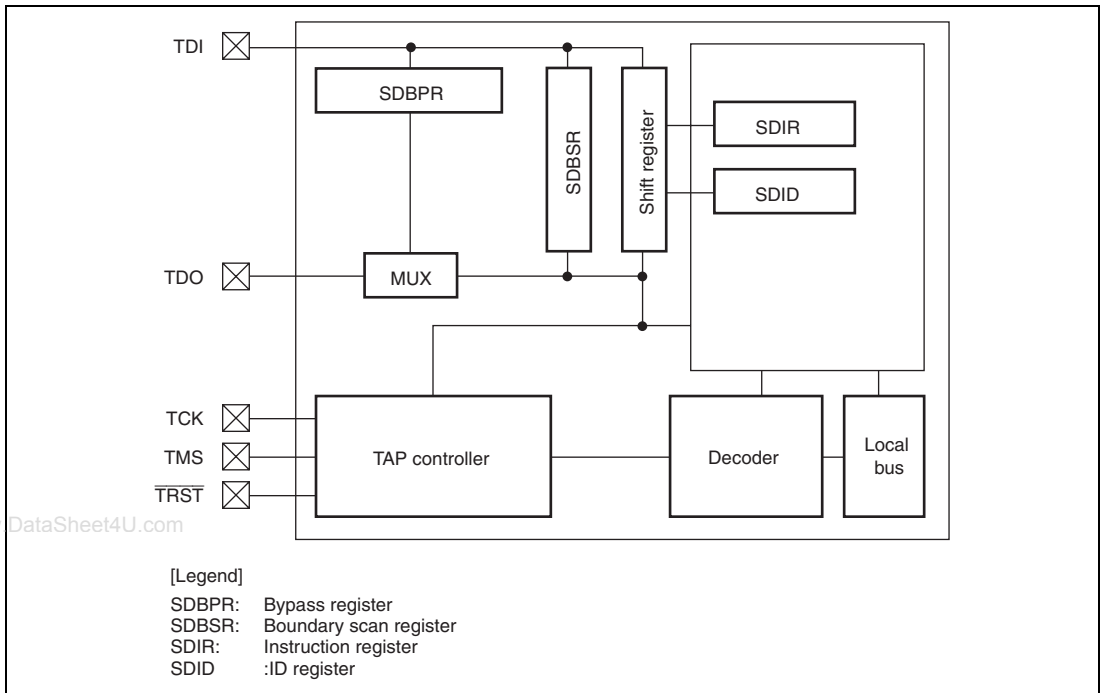 TDI
SDBPR
SDBSR
Shift register
SDIR
SDID
TDO
MUX
TCK
TMS
TRST
TAP controller
Decoder
Local
bus
DataSheet4U.com
[Legend]
SDBPR: Bypass register
SDBSR: Boundary scan register
SDIR: Instruction register
SDID :ID register